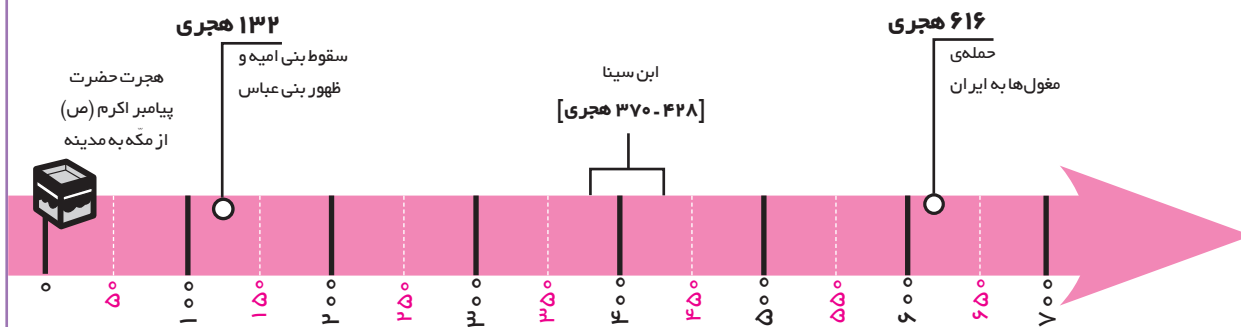 ۱۳۲ هجری
سقوط بنی امیه و
ظهور بنی عباس
۶۱۶ هجری
حمله‌ی
مغول‌ها به ایران
هجرت حضرت
پیامبر اکرم (ص)
از مکّه به مدینه
ابن سینا
[۳۷۰ ـ ۴۲۸ هجری]
۰
۵۰
۱۰۰
۱۵۰
۲۰۰
۲۵۰
۳۰۰
۳۵۰
۴۰۰
۴۵۰
۵۰۰
۵۵۰
۶۰۰
۶۵۰
۷۰۰